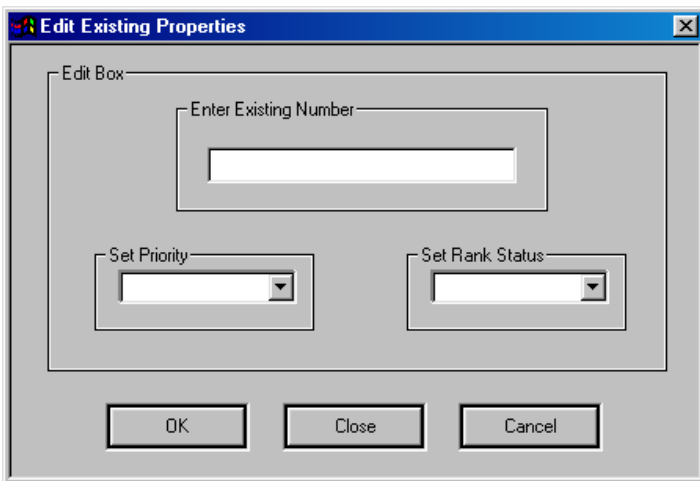 Edit Existing Properties
Edit Box
Enter Existing Number
Set Priority
Set Rank Status
OK
Close
Cancel